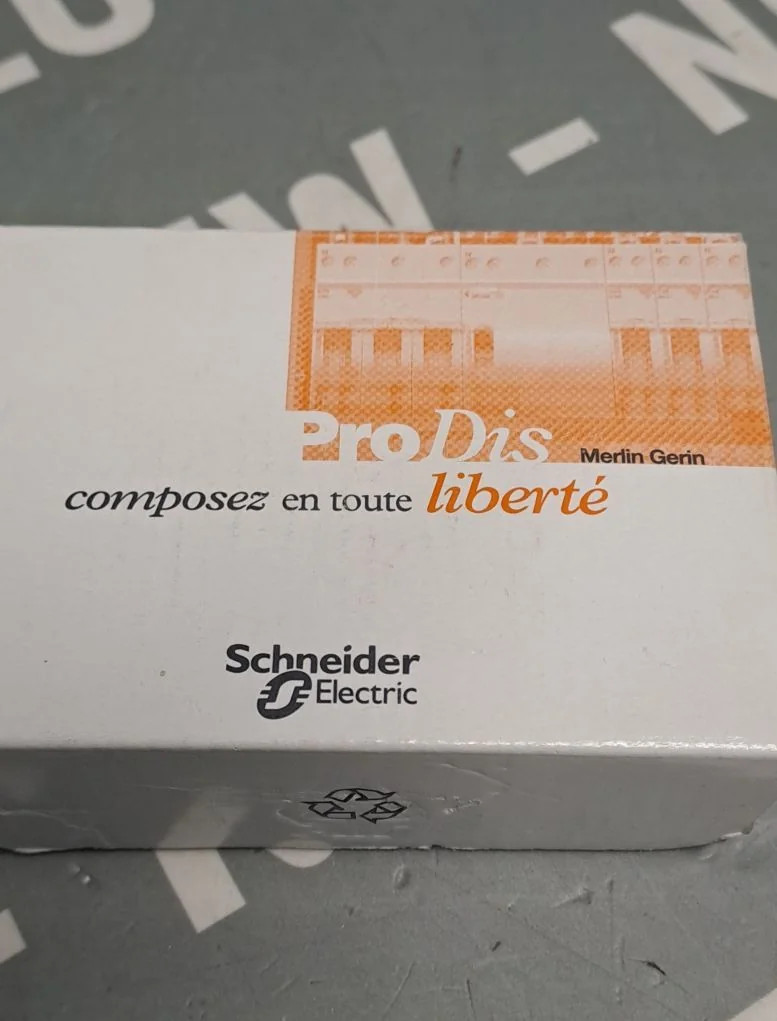 ProDis
Merlin Gerin
composez en toute liberté
Schneider
Electric